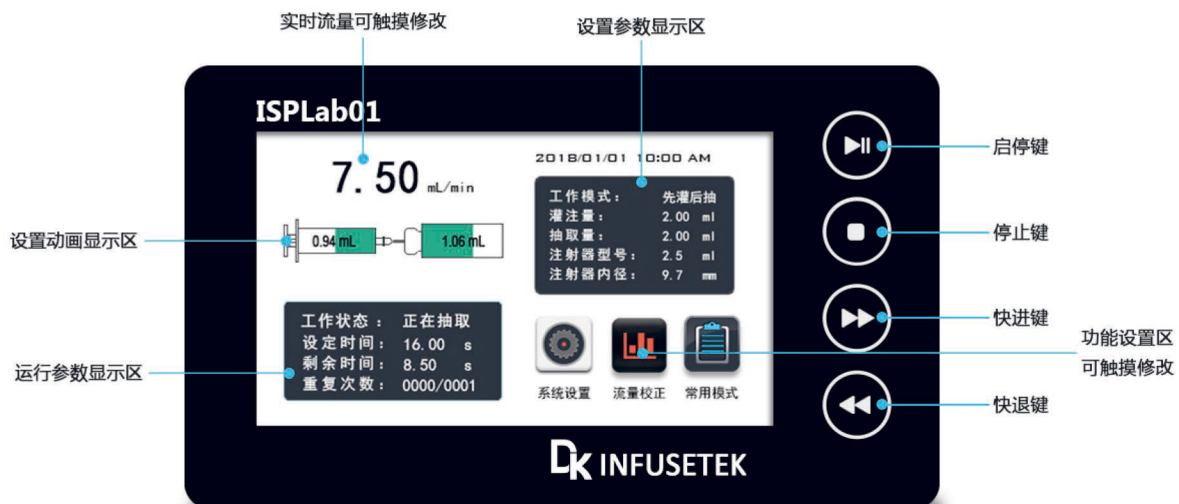 实时流量可触摸修改
设置参数显示区
ISPLab01
7.50 mL/min
2018/01/01 10:00 AM
工作模式： 先灌后抽
灌注量： 2.00 ml
抽取量： 2.00 ml
注射器型号： 2.5 ml
注射器内径： 9.7 mm
设置动画显示区
0.94 mL
1.06 mL
工作状态： 正在抽取
设定时间： 16.00 s
剩余时间： 8.50 s
重复次数： 0000/0001
运行参数显示区
系统设置
流量校正
常用模式
启停键
停止键
快进键
功能设置区
可触摸修改
快退键
DK INFUSETEK